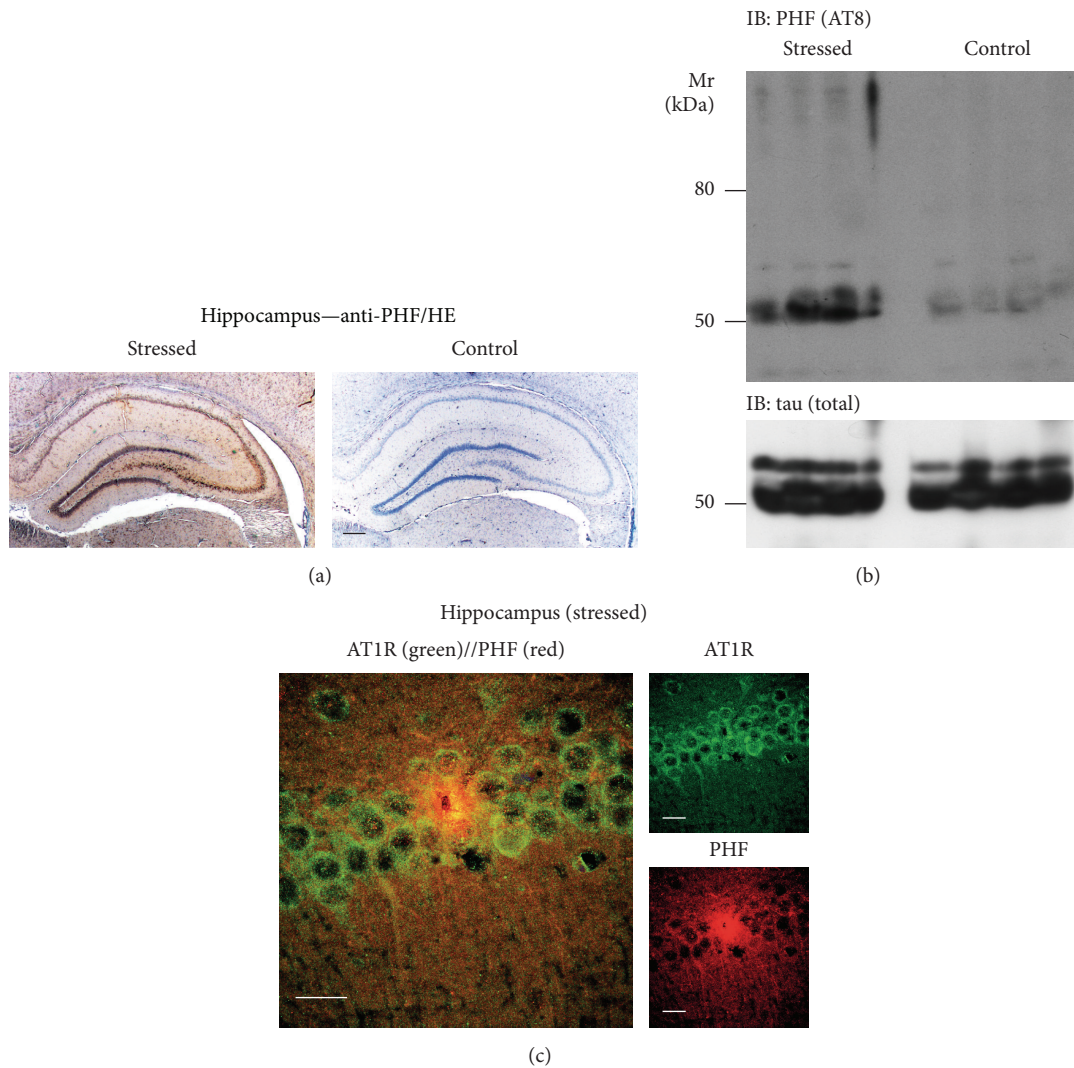 Hippocampus—anti-PHF/HE
Stressed
Control
(a)
IB: PHF (AT8)
Stressed
Control
Mr
(kDa)
80
50
IB: tau (total)
50
(b)
Hippocampus (stressed)
AT1R (green)//PHF (red)
AT1R
PHF
(c)